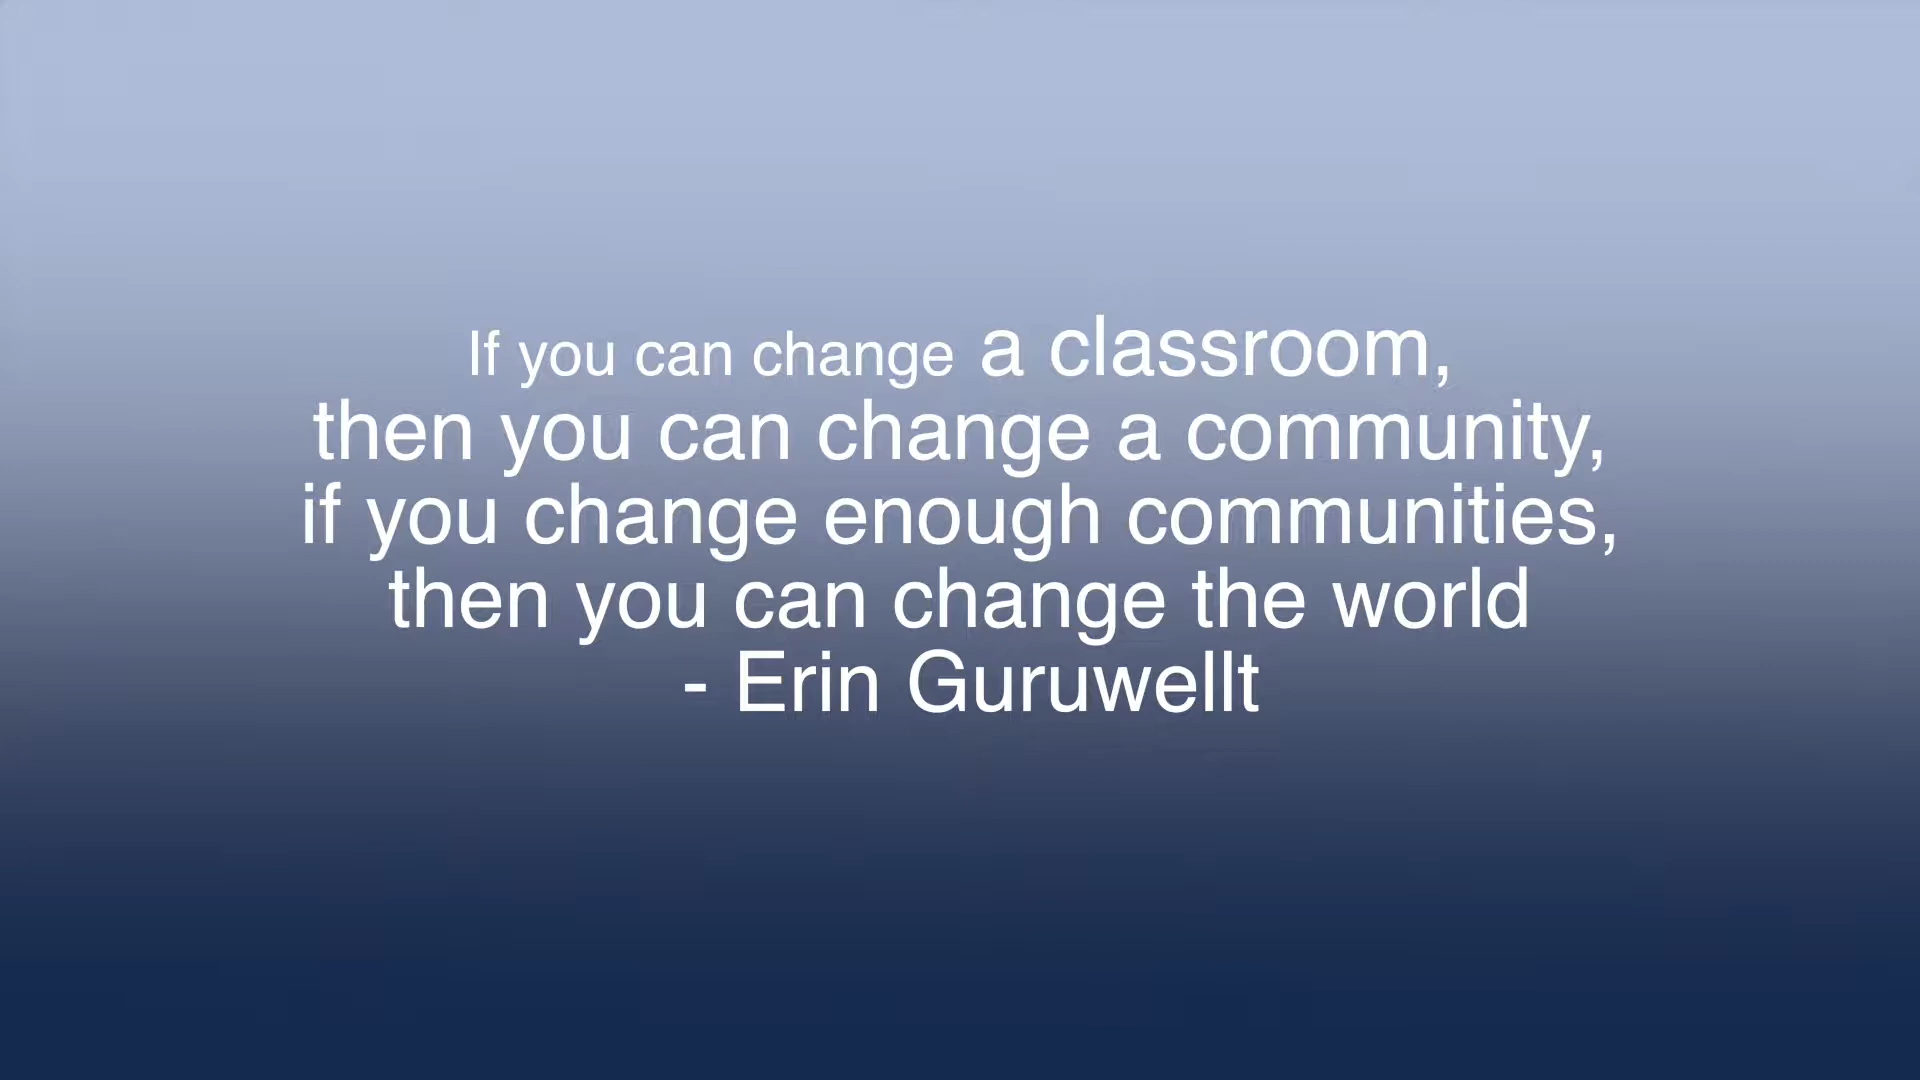 If you can change a classroom,
then you can change a community,
if you change enough communities,
then you can change the world
- Erin Guruwellt